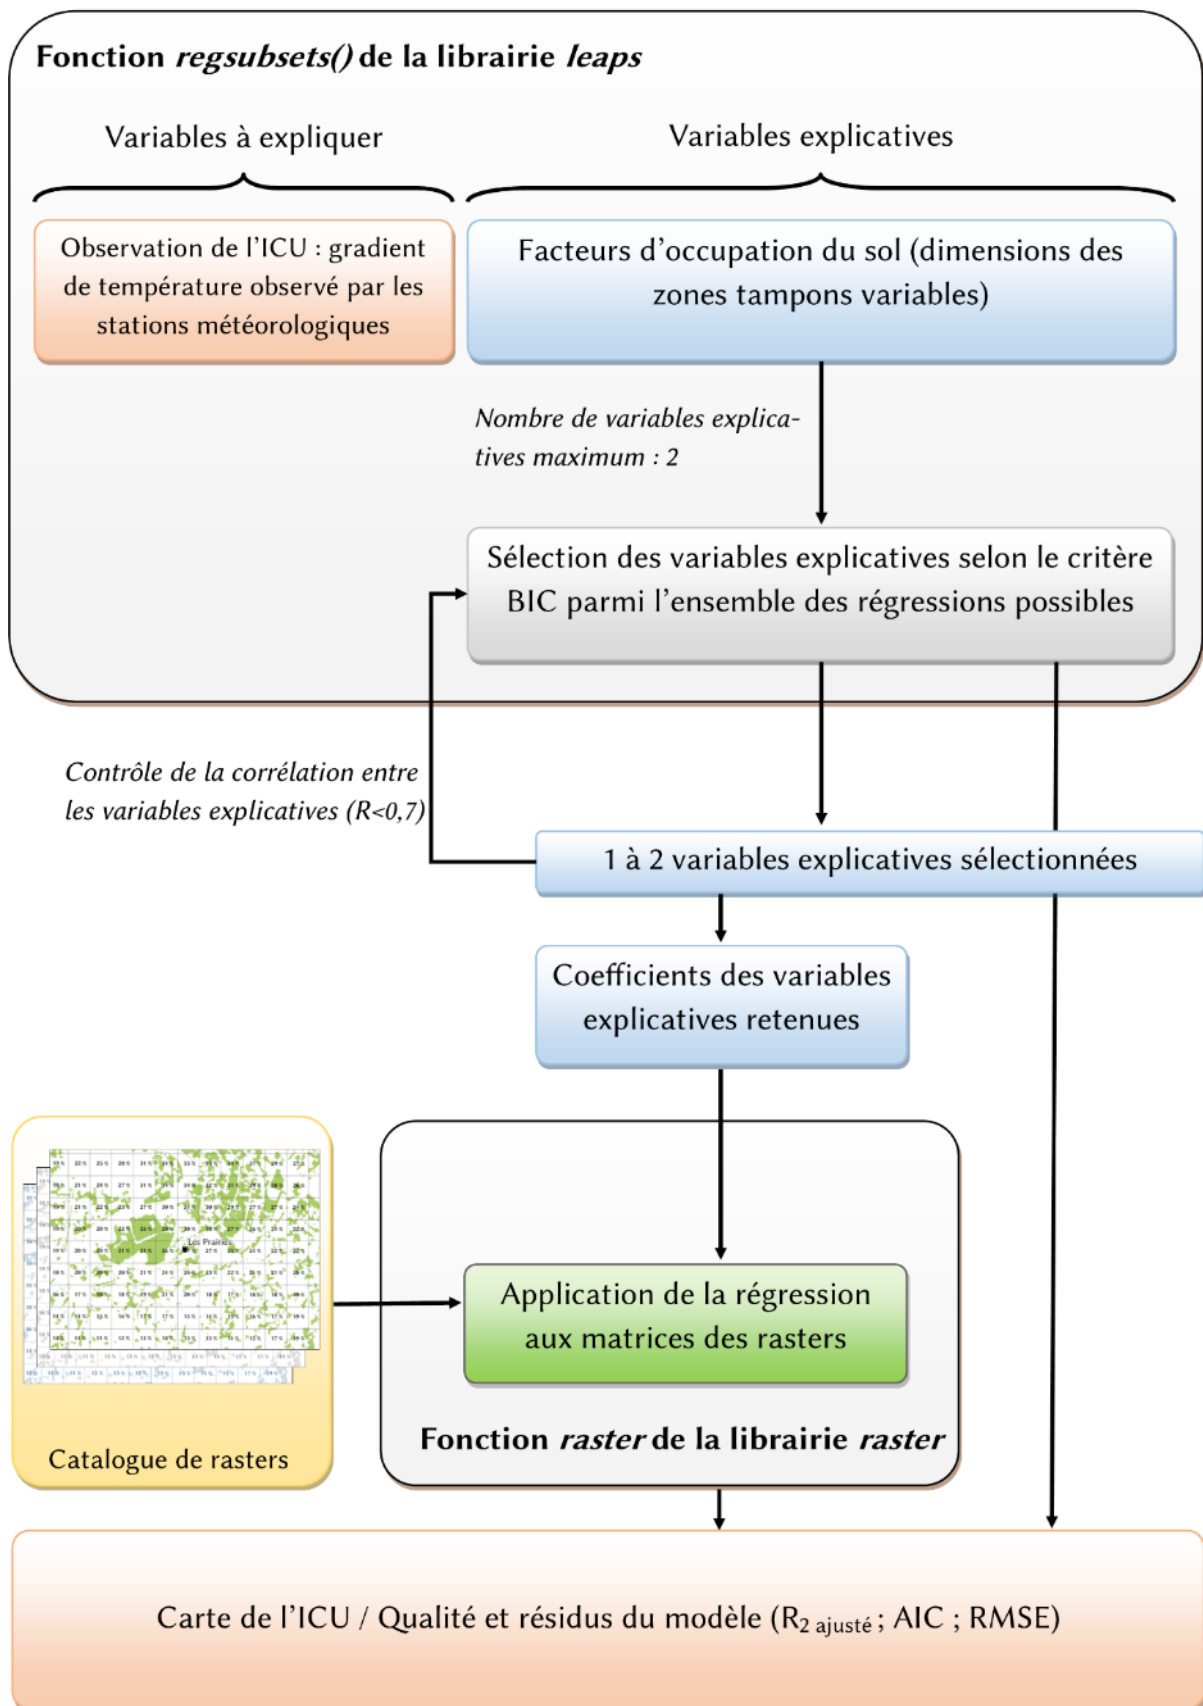 Fonction regsubsets() de la librairie leaps
Variables à expliquer
Variables explicatives
Observation de l'ICU : gradient
de température observé par les
stations météorologiques
Facteurs d'occupation du sol (dimensions des
zones tampons variables)
Nombre de variables explica-
tives maximum : 2
Sélection des variables explicatives selon le critère
BIC parmi l'ensemble des régressions possibles
Contrôle de la corrélation entre
les variables explicatives (R<0,7)
1 à 2 variables explicatives sélectionnées
Coefficients des variables
explicatives retenues
Les Prairies
Catalogue de rasters
Application de la régression
aux matrices des rasters
Fonction raster de la librairie raster
Carte de l'ICU / Qualité et résidus du modèle (R2 ajusté ; AIC ; RMSE)